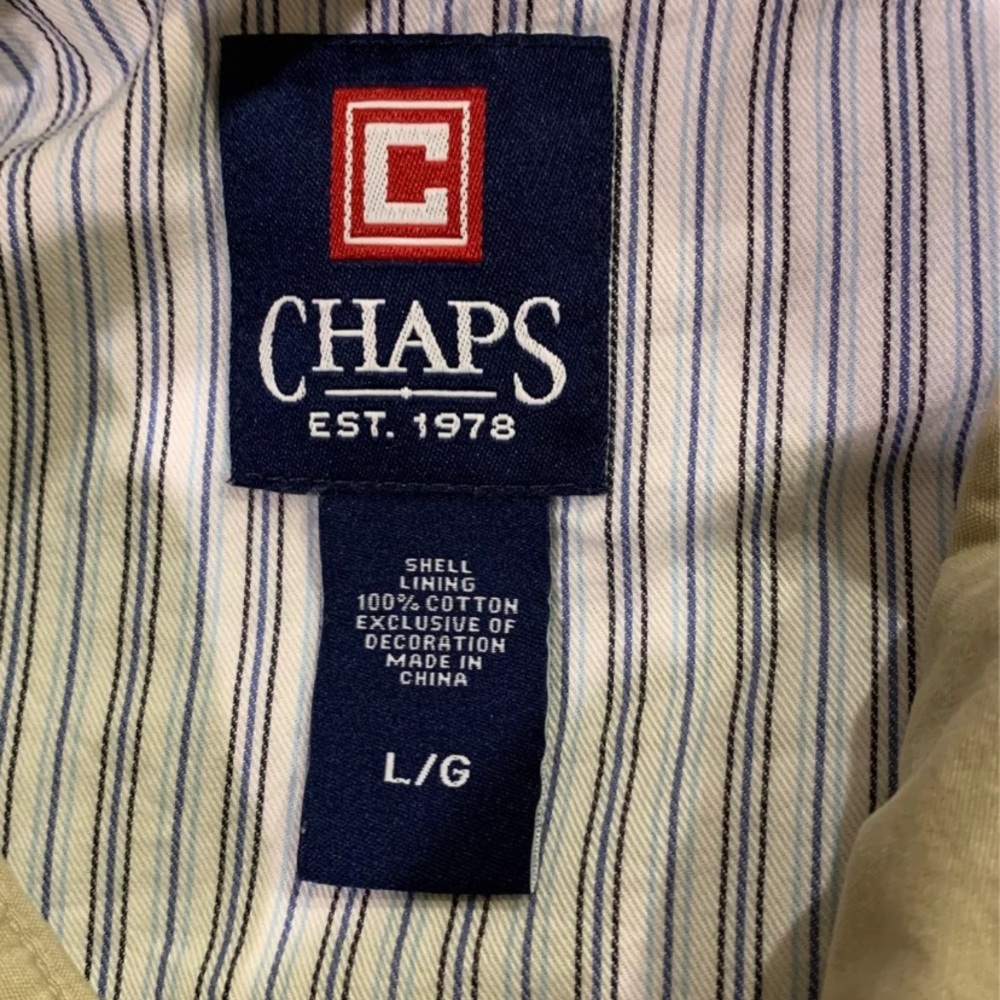 C
CHAPS
EST. 1978
SHELL
LINING
100% COTTON
EXCLUSIVE OF
DECORATION
MADE IN
CHINA
L/G